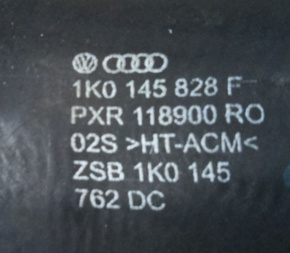 1K0 145 828 F
PXR 118900 RO
02S >HT-ACM<
ZSB 1K0 145
762 DC